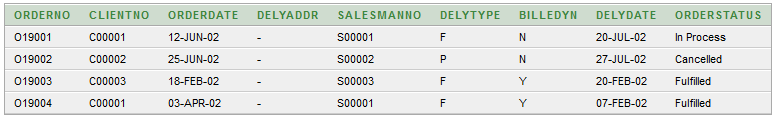 ORDERNO CLIENTNO ORDERDATE DELYADDR SALESMANNO DELYTYPE BILLEDYN DELYDATE ORDERSTATUS
O19001 C00001 12-JUN-02 - S00001 F N 20-JUL-02 In Process
O19002 C00002 25-JUN-02 - S00002 P N 27-JUL-02 Cancelled
O19003 C00003 18-FEB-02 - S00003 F Y 20-FEB-02 Fulfilled
O19004 C00001 03-APR-02 - S00001 F Y 07-FEB-02 Fulfilled